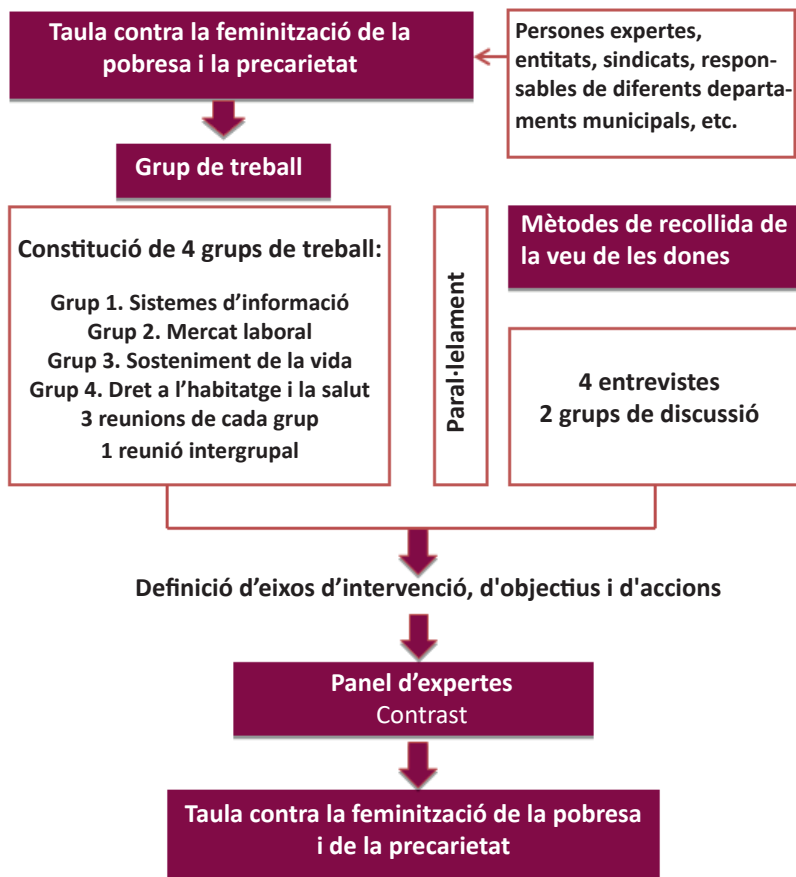 Taula contra la feminització de la
pobresa i la precarietat
Persones expertes,
entitats, sindicats, respon-
sables de diferents departa-
ments municipals, etc.
Grup de treball
Constitució de 4 grups de treball:
Grup 1. Sistemes d’informació
Grup 2. Mercat laboral
Grup 3. Sosteniment de la vida
Grup 4. Dret a l’habitatge i la salut
3 reunions de cada grup
1 reunió intergrupal
Paral·lelament
Mètodes de recollida de
la veu de les dones
4 entrevistes
2 grups de discussió
Definició d’eixos d’intervenció, d'objectius i d'accions
Panel d’expertes
Contrast
Taula contra la feminització de la pobresa
i de la precarietat